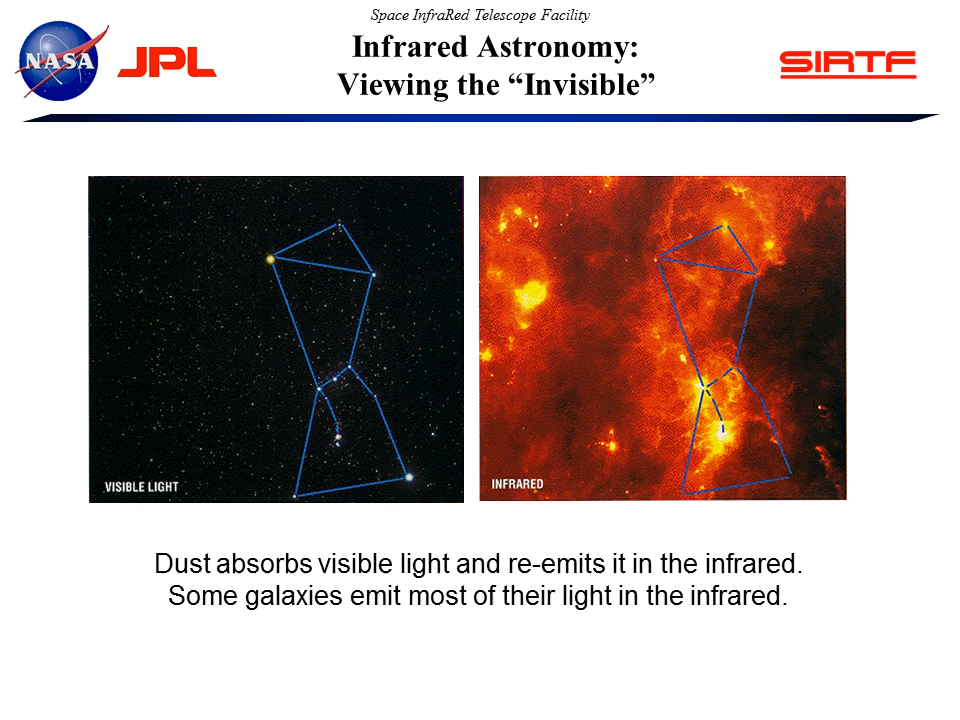 Space InfraRed Telescope Facility
NASA
JPL
Infrared Astronomy:
Viewing the “Invisible”
SIRTF
VISIBLE LIGHT
INFRARED
Dust absorbs visible light and re-emits it in the infrared.
Some galaxies emit most of their light in the infrared.